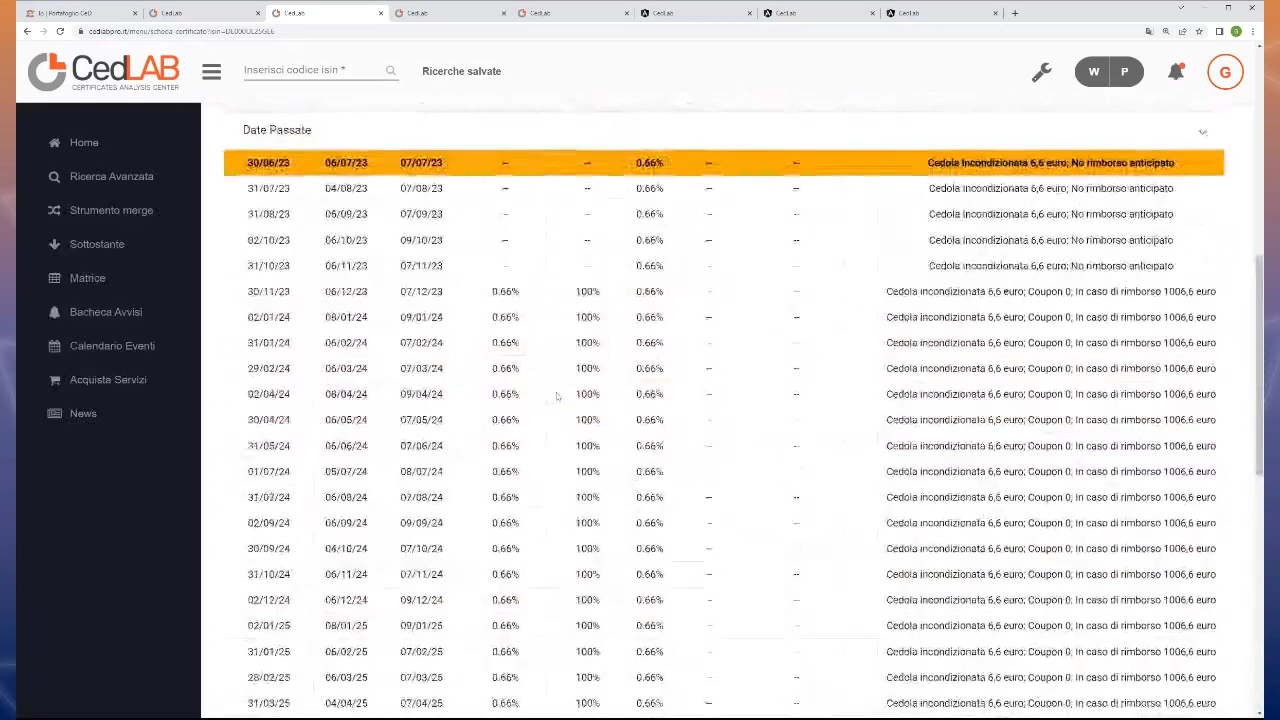 Ip | Portafoglio CeD × CedLab × CedLab × CedLab × CedLab × CedLab × CedLab × CedLab × +
CedLAB CERTIFICATES ANALYSIS CENTER
Inserisci codice isin *
Ricerche salvate
W P
G
Home
Ricerca Avanzata
Strumento merge
Sottostante
Matrice
Bacheca Avvisi
Calendario Eventi
Acquista Servizi
News
Date Passate
30/06/23 06/07/23 07/07/23 -- -- 0.66% -- -- Cedola Incondizionata 6,6 euro; No rimborso anticipato
31/07/23 04/08/23 07/08/23 -- -- 0.66% -- -- Cedola Incondizionata 6,6 euro; No rimborso anticipato
31/08/23 06/09/23 07/09/23 -- -- 0.66% -- -- Cedola Incondizionata 6,6 euro; No rimborso anticipato
02/10/23 06/10/23 09/10/23 -- -- 0.66% -- -- Cedola Incondizionata 6,6 euro; No rimborso anticipato
31/10/23 06/11/23 07/11/23 -- -- 0.66% -- -- Cedola Incondizionata 6,6 euro; No rimborso anticipato
30/11/23 06/12/23 07/12/23 0.66% 100% 0.66% -- -- Cedola incondizionata 6,6 euro; Coupon 0; In caso di rimborso 1006,6 euro
02/01/24 08/01/24 09/01/24 0.66% 100% 0.66% -- -- Cedola incondizionata 6,6 euro; Coupon 0; In caso di rimborso 1006,6 euro
31/01/24 06/02/24 07/02/24 0.66% 100% 0.66% -- -- Cedola incondizionata 6,6 euro; Coupon 0; In caso di rimborso 1006,6 euro
29/02/24 06/03/24 07/03/24 0.66% 100% 0.66% -- -- Cedola incondizionata 6,6 euro; Coupon 0; In caso di rimborso 1006,6 euro
02/04/24 08/04/24 09/04/24 0.66% 100% 0.66% -- -- Cedola incondizionata 6,6 euro; Coupon 0; In caso di rimborso 1006,6 euro
30/04/24 06/05/24 07/05/24 0.66% 100% 0.66% -- -- Cedola incondizionata 6,6 euro; Coupon 0; In caso di rimborso 1006,6 euro
31/05/24 06/06/24 07/06/24 0.66% 100% 0.66% -- -- Cedola incondizionata 6,6 euro; Coupon 0; In caso di rimborso 1006,6 euro
01/07/24 05/07/24 08/07/24 0.66% 100% 0.66% -- -- Cedola incondizionata 6,6 euro; Coupon 0; In caso di rimborso 1006,6 euro
31/07/24 06/08/24 07/08/24 0.66% 100% 0.66% -- -- Cedola incondizionata 6,6 euro; Coupon 0; In caso di rimborso 1006,6 euro
02/09/24 06/09/24 09/09/24 0.66% 100% 0.66% -- -- Cedola incondizionata 6,6 euro; Coupon 0; In caso di rimborso 1006,6 euro
30/09/24 04/10/24 07/10/24 0.66% 100% 0.66% -- -- Cedola incondizionata 6,6 euro; Coupon 0; In caso di rimborso 1006,6 euro
31/10/24 06/11/24 07/11/24 0.66% 100% 0.66% -- -- Cedola incondizionata 6,6 euro; Coupon 0; In caso di rimborso 1006,6 euro
02/12/24 06/12/24 09/12/24 0.66% 100% 0.66% -- -- Cedola incondizionata 6,6 euro; Coupon 0; In caso di rimborso 1006,6 euro
02/01/25 08/01/25 09/01/25 0.66% 100% 0.66% -- -- Cedola incondizionata 6,6 euro; Coupon 0; In caso di rimborso 1006,6 euro
31/01/25 06/02/25 07/02/25 0.66% 100% 0.66% -- -- Cedola incondizionata 6,6 euro; Coupon 0; In caso di rimborso 1006,6 euro
28/02/25 06/03/25 07/03/25 0.66% 100% 0.66% -- -- Cedola incondizionata 6,6 euro; Coupon 0; In caso di rimborso 1006,6 euro
31/03/25 04/04/25 07/04/25 0.66% 100% 0.66% -- -- Cedola incondizionata 6,6 euro; Coupon 0; In caso di rimborso 1006,6 euro